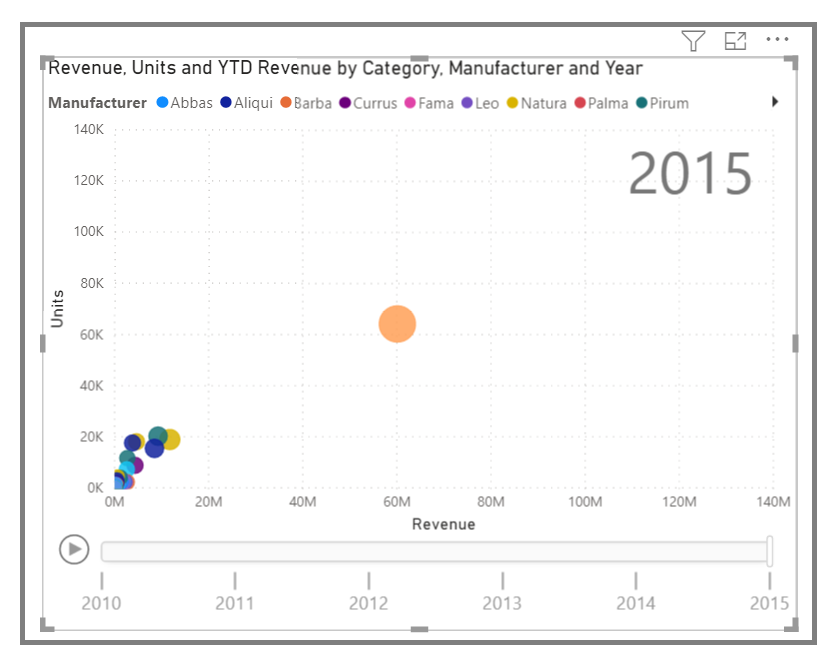 Revenue, Units and YTD Revenue by Category, Manufacturer and Year
Manufacturer Abbas Aliqui Barba Currus Fama Leo Natura Palma Pirum
140K
2015
120K
100K
80K
Units
60K
40K
20K
0K
0M 20M 40M 60M 80M 100M 120M 140M
Revenue
2010 2011 2012 2013 2014 2015